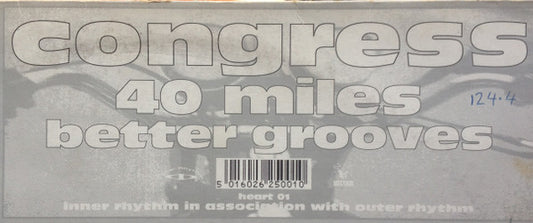 congress
40 miles
124.4
better grooves
5 016026 250010
heart 01
inner rhythm in association with outer rhythm